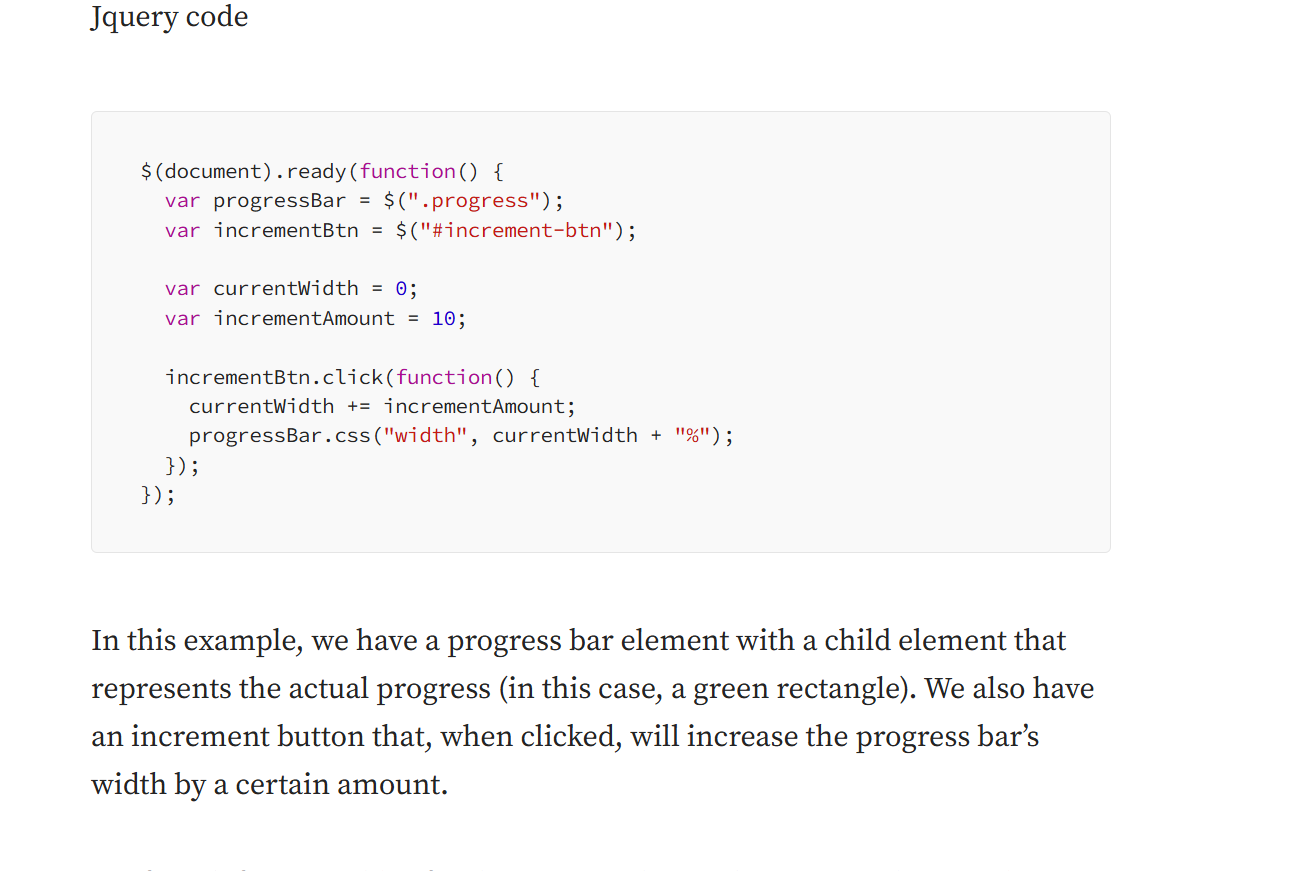 Jquery code
$(document).ready(function() {
  var progressBar = $(".progress");
  var incrementBtn = $("#increment-btn");

  var currentWidth = 0;
  var incrementAmount = 10;

  incrementBtn.click(function() {
    currentWidth += incrementAmount;
    progressBar.css("width", currentWidth + "%");
  });
});
In this example, we have a progress bar element with a child element that
represents the actual progress (in this case, a green rectangle). We also have
an increment button that, when clicked, will increase the progress bar’s
width by a certain amount.